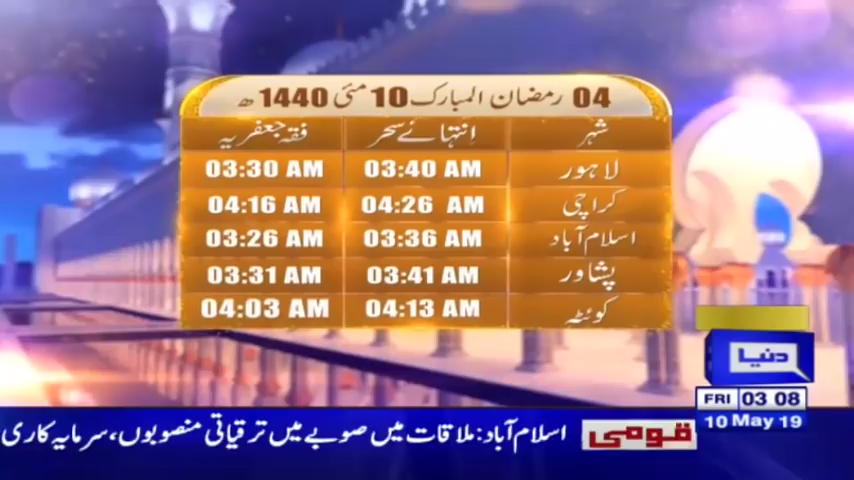 04 رمضان المبارک 10 مئی 1440 ھ
شہر اِنتہائے سحر فقہ جعفریہ
لاہور 03:40 AM 03:30 AM
کراچی 04:26 AM 04:16 AM
اسلام آباد 03:36 AM 03:26 AM
پشاور 03:41 AM 03:31 AM
کوئٹہ 04:13 AM 04:03 AM
دنیا
FRI 03 08
10 May 19
قومی اسلام آباد: ملاقات میں صوبے میں ترقیاتی منصوبوں، سرمایہ کاری